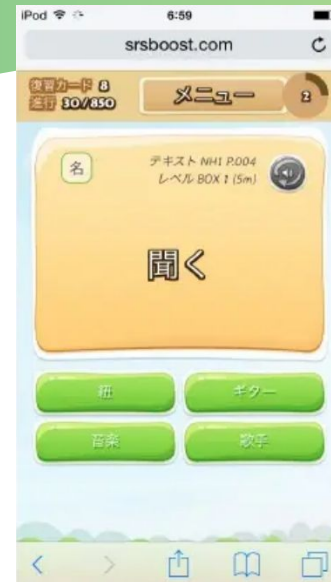 iPod 6:59
srsboost.com
復習カード 8
進行 30/850
メニュー
2
名
テキスト NH1 P.004
レベル BOX 1 (5m)
聞く
紐
ギター
音楽
歌手